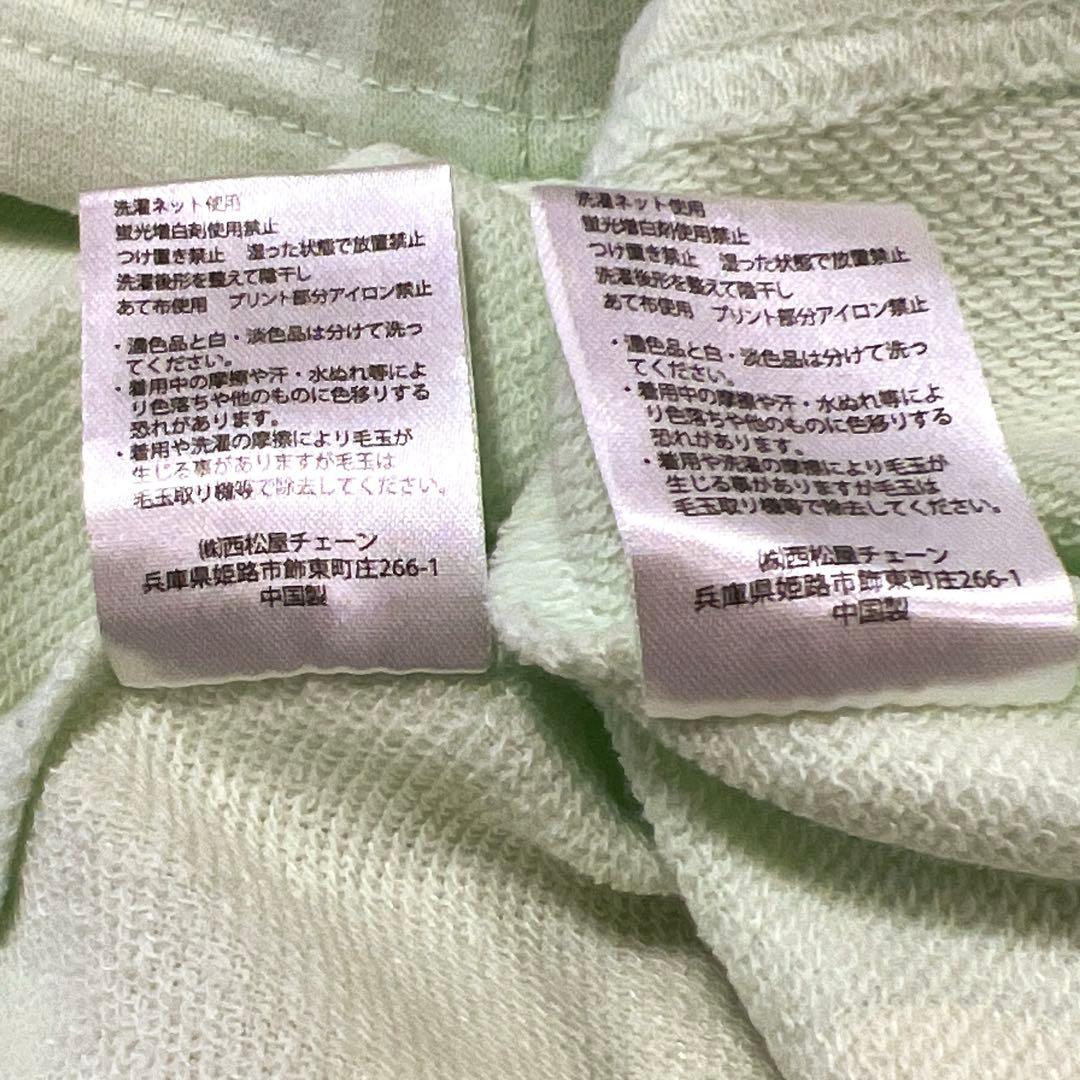 洗濯ネット使用
蛍光増白剤使用禁止
つけ置き禁止　湿った状態で放置禁止
洗濯後形を整えて陰干し
あて布使用　プリント部分アイロン禁止
・濃色品と白・淡色品は分けて洗っ
てください。
・着用中の摩擦や汗・水ぬれ等によ
り色落ちや他のものに色移りする
恐れがあります。
・着用や洗濯の摩擦により毛玉が
生じる事がありますが毛玉は
毛玉取り機等で除去してください。
㈱西松屋チェーン
兵庫県姫路市飾東町庄266-1
中国製
洗濯ネット使用
蛍光増白剤使用禁止
つけ置き禁止　湿った状態で放置禁止
洗濯後形を整えて陰干し
あて布使用　プリント部分アイロン禁止
・濃色品と白・淡色品は分けて洗っ
てください。
・着用中の摩擦や汗・水ぬれ等によ
り色落ちや他のものに色移りする
恐れがあります。
・着用や洗濯の摩擦により毛玉が
生じる事がありますが毛玉は
毛玉取り機等で除去してください。
㈱西松屋チェーン
兵庫県姫路市飾東町庄266-1
中国製